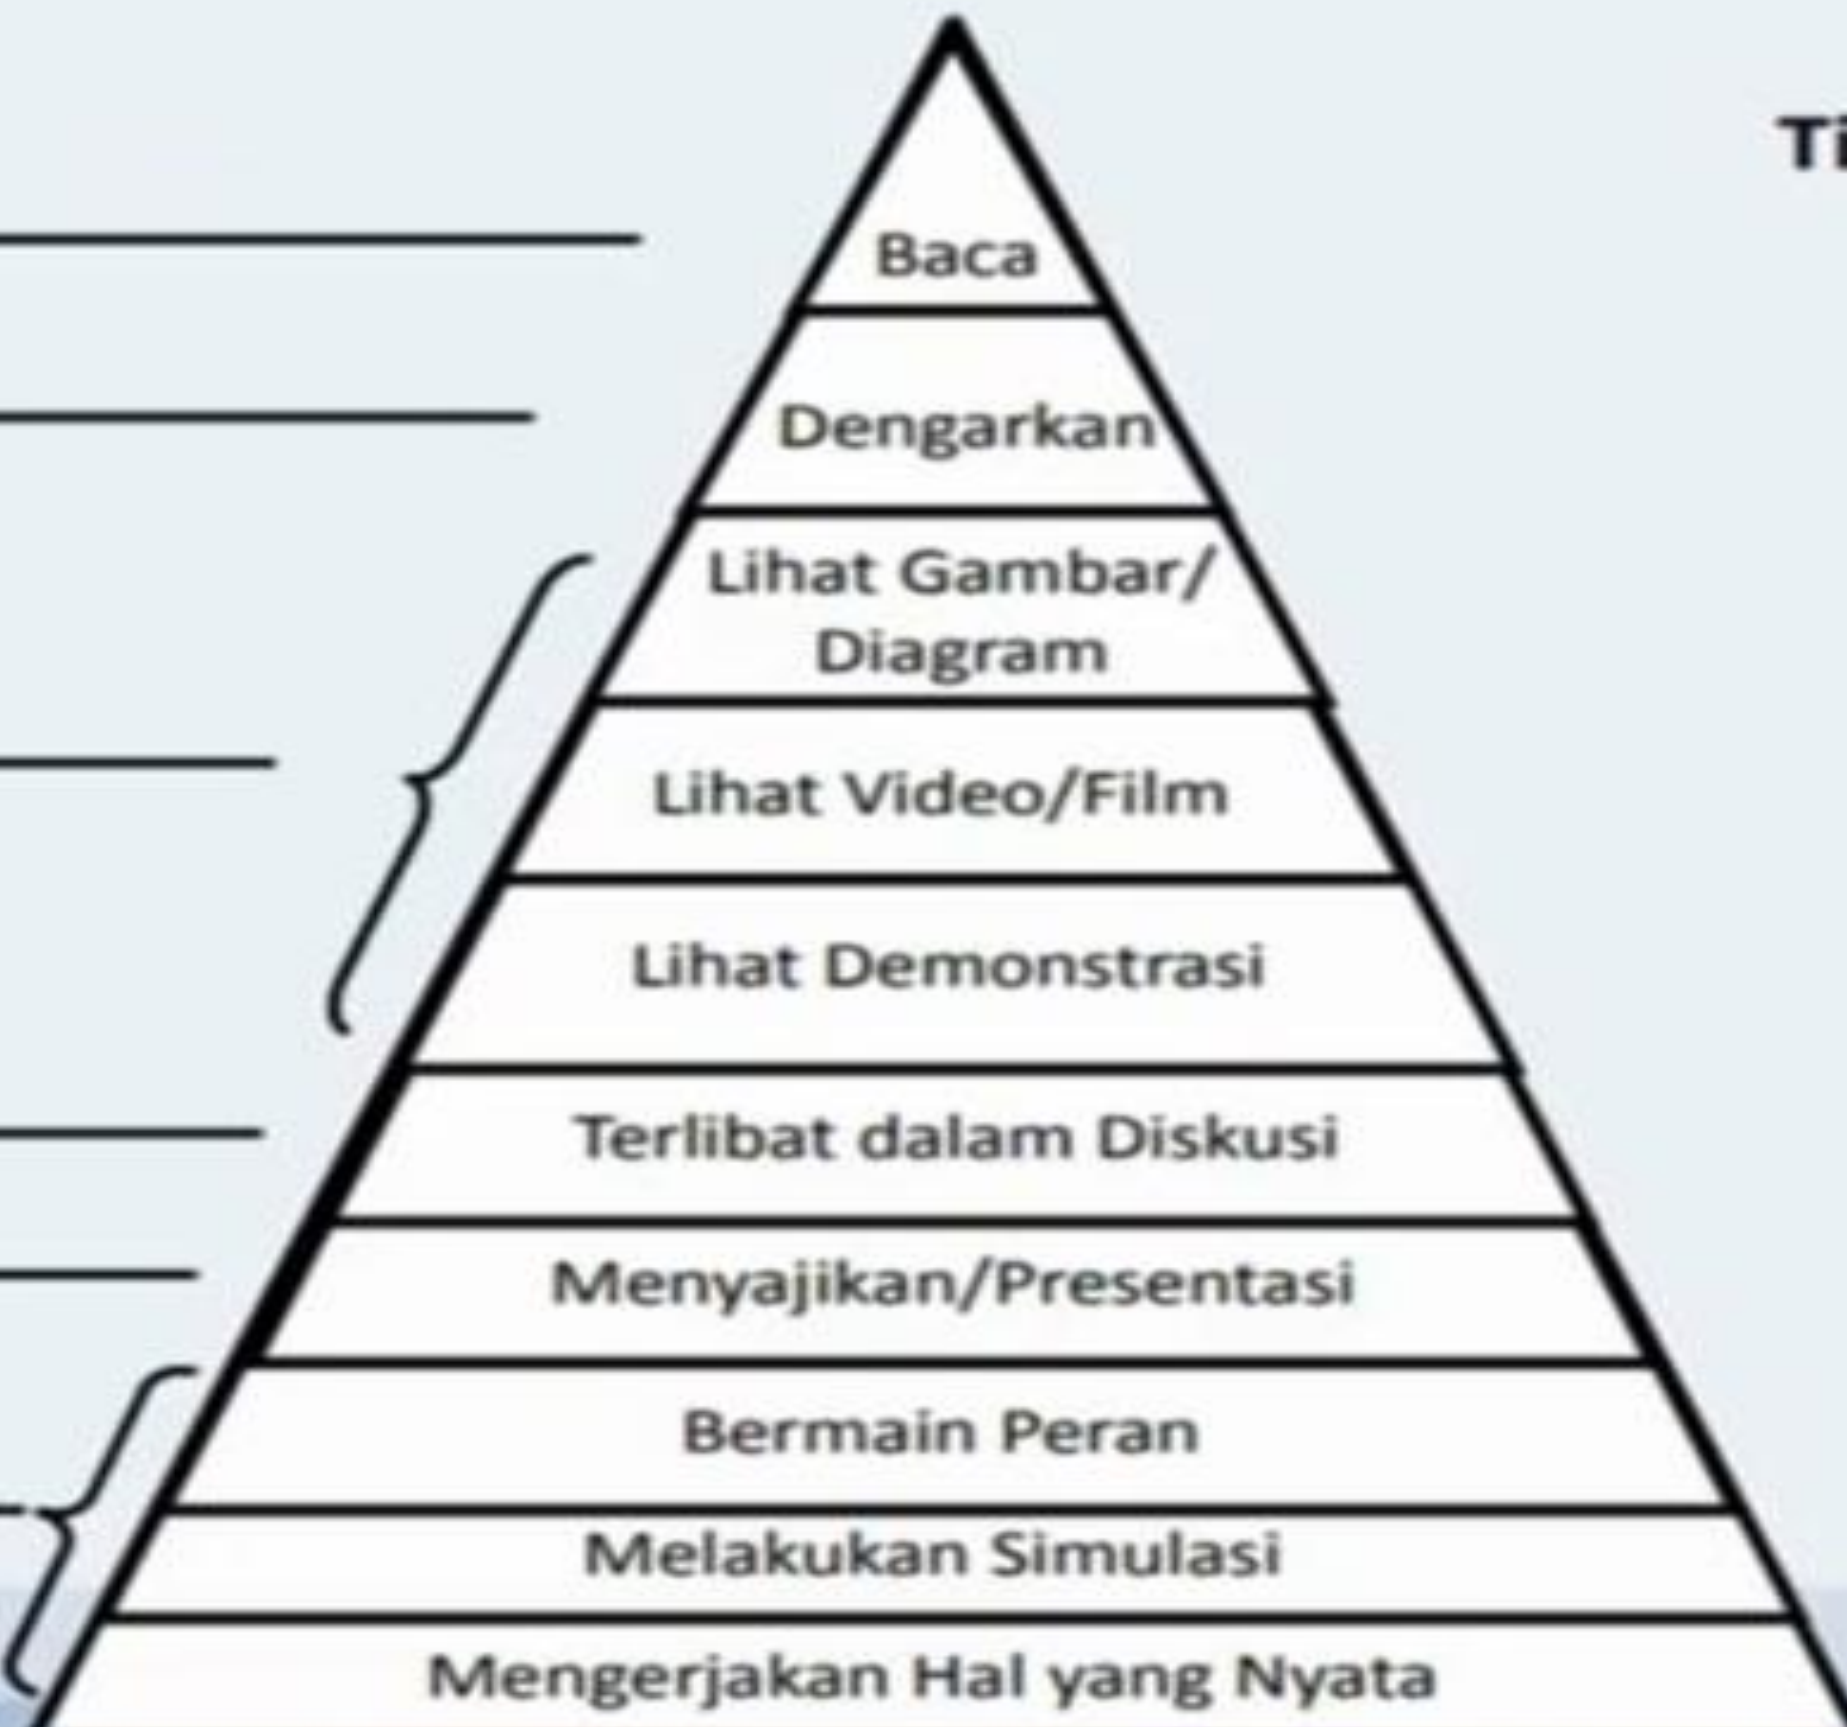 Baca
Dengarkan
Lihat Gambar/
Diagram
Lihat Video/Film
Lihat Demonstrasi
Terlibat dalam Diskusi
Menyajikan/Presentasi
Bermain Peran
Melakukan Simulasi
Mengerjakan Hal yang Nyata